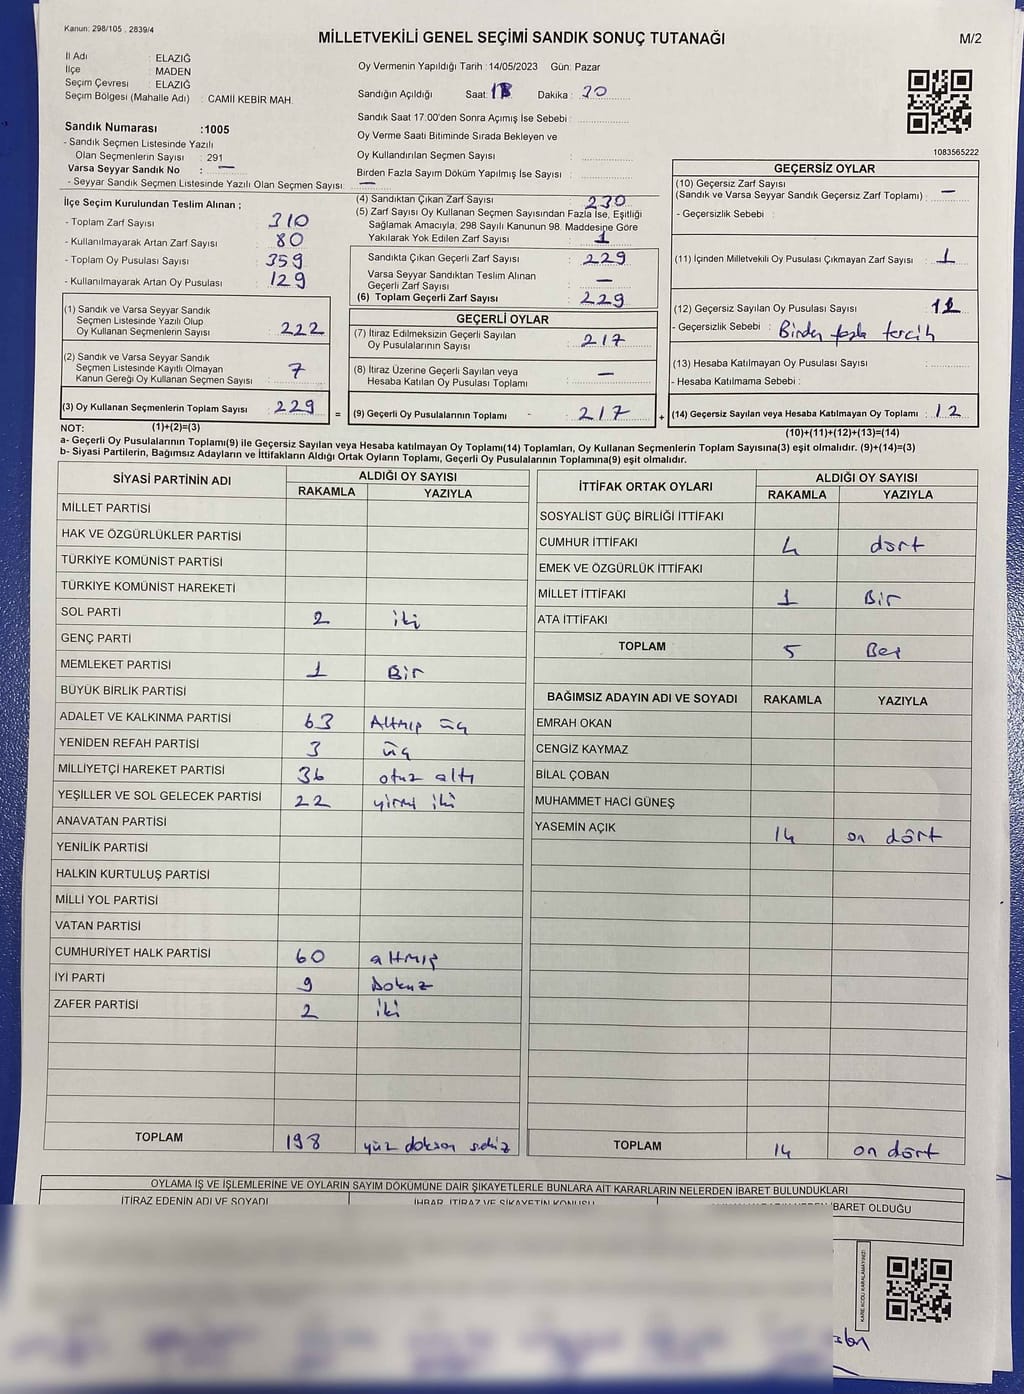 Kanun: 298/105 , 2839/4
MİLLETVEKİLİ GENEL SEÇİMİ SANDIK SONUÇ TUTANAĞI
M/2
İl Adı : ELAZIĞ
İlçe : MADEN
Seçim Çevresi : ELAZIĞ
Seçim Bölgesi (Mahalle Adı) : CAMİİ KEBİR MAH.
Oy Vermenin Yapıldığı Tarih : 14/05/2023 Gün: Pazar
Sandığın Açıldığı Saat: Dakika : 20
Sandık Saat 17.00'den Sonra Açımış İse Sebebi :
Oy Verme Saati Bitiminde Sırada Bekleyen ve
Oy Kullandırılan Seçmen Sayısı :
Birden Fazla Sayım Döküm Yapılmış İse Sayısı :
1083565222
Sandık Numarası :1005
- Sandık Seçmen Listesinde Yazılı
Olan Seçmenlerin Sayısı : 291
Varsa Seyyar Sandık No : —
- Seyyar Sandık Seçmen Listesinde Yazılı Olan Seçmen Sayısı: —
İlçe Seçim Kurulundan Teslim Alınan ;
- Toplam Zarf Sayısı : 310
- Kullanılmayarak Artan Zarf Sayısı : 80
- Toplam Oy Pusulası Sayısı : 359
- Kullanılmayarak Artan Oy Pusulası : 129
(1) Sandık ve Varsa Seyyar Sandık
Seçmen Listesinde Yazılı Olup
Oy Kullanan Seçmenlerin Sayısı : 222
(2) Sandık ve Varsa Seyyar Sandık
Seçmen Listesinde Kayıtlı Olmayan
Kanun Gereği Oy Kullanan Seçmen Sayısı : 7
(3) Oy Kullanan Seçmenlerin Toplam Sayısı : 229 =
(1)+(2)=(3)
(4) Sandıktan Çıkan Zarf Sayısı : 230
(5) Zarf Sayısı Oy Kullanan Seçmen Sayısından Fazla İse, Eşitliği
Sağlamak Amacıyla, 298 Sayılı Kanunun 98. Maddesine Göre
Yakılarak Yok Edilen Zarf Sayısı : 1
Sandıkta Çıkan Geçerli Zarf Sayısı : 229
Varsa Seyyar Sandıktan Teslim Alınan
Geçerli Zarf Sayısı : —
(6) Toplam Geçerli Zarf Sayısı : 229
GEÇERLİ OYLAR
(7) İtiraz Edilmeksizin Geçerli Sayılan
Oy Pusulalarının Sayısı : 217
(8) İtiraz Üzerine Geçerli Sayılan veya
Hesaba Katılan Oy Pusulası Toplamı : —
(9) Geçerli Oy Pusulalarının Toplamı : 217 +
GEÇERSİZ OYLAR
(10) Geçersiz Zarf Sayısı
(Sandık ve Varsa Seyyar Sandık Geçersiz Zarf Toplamı) : —
- Geçersizlik Sebebi :
(11) İçinden Milletvekili Oy Pusulası Çıkmayan Zarf Sayısı : 1
(12) Geçersiz Sayılan Oy Pusulası Sayısı :
- Geçersizlik Sebebi : Birden fazla tercih
(13) Hesaba Katılmayan Oy Pusulası Sayısı :
- Hesaba Katılmama Sebebi :
(14) Geçersiz Sayılan veya Hesaba Katılmayan Oy Toplamı : 12
(10)+(11)+(12)+(13)=(14)
NOT:
a- Geçerli Oy Pusulalarının Toplamı(9) ile Geçersiz Sayılan veya Hesaba katılmayan Oy Toplamı(14) Toplamları, Oy Kullanan Seçmenlerin Toplam Sayısına(3) eşit olmalıdır. (9)+(14)=(3)
b- Siyasi Partilerin, Bağımsız Adayların ve İttifakların Aldığı Ortak Oyların Toplamı, Geçerli Oy Pusulalarının Toplamına(9) eşit olmalıdır.
SİYASİ PARTİNİN ADI ALDIĞI OY SAYISI
RAKAMLA YAZIYLA
MİLLET PARTİSİ
HAK VE ÖZGÜRLÜKLER PARTİSİ
TÜRKİYE KOMÜNİST PARTİSİ
TÜRKİYE KOMÜNİST HAREKETİ
SOL PARTİ 2 iki
GENÇ PARTİ
MEMLEKET PARTİSİ 1 Bir
BÜYÜK BİRLİK PARTİSİ
ADALET VE KALKINMA PARTİSİ 63 Altmış üç
YENİDEN REFAH PARTİSİ 3 üç
MİLLİYETÇİ HAREKET PARTİSİ 36 otuz altı
YEŞİLLER VE SOL GELECEK PARTİSİ 22 yirmi iki
ANAVATAN PARTİSİ
YENİLİK PARTİSİ
HALKIN KURTULUŞ PARTİSİ
MİLLİ YOL PARTİSİ
VATAN PARTİSİ
CUMHURİYET HALK PARTİSİ 60 altmış
İYİ PARTİ 9 Dokuz
ZAFER PARTİSİ 2 iki
TOPLAM 198 yüz doksan sekiz
İTTİFAK ORTAK OYLARI ALDIĞI OY SAYISI
RAKAMLA YAZIYLA
SOSYALİST GÜÇ BİRLİĞİ İTTİFAKI
CUMHUR İTTİFAKI 4 dört
EMEK VE ÖZGÜRLÜK İTTİFAKI
MİLLET İTTİFAKI 1 Bir
ATA İTTİFAKI
TOPLAM 5 Beş
BAĞIMSIZ ADAYIN ADI VE SOYADI RAKAMLA YAZIYLA
EMRAH OKAN
CENGİZ KAYMAZ
BİLAL ÇOBAN
MUHAMMET HACİ GÜNEŞ
YASEMİN AÇIK 14 on dört
TOPLAM 14 on dört
OYLAMA İŞ VE İŞLEMLERİNE VE OYLARIN SAYIM DÖKÜMÜNE DAİR ŞİKAYETLERLE BUNLARA AİT KARARLARIN NELERDEN İBARET BULUNDUKLARI
İTİRAZ EDENİN ADI VE SOYADI
İHBAR, İTİRAZ VE ŞİKAYETİN KONUSU
İBARET OLDUĞU
KARE KODU KARALAMAYINIZ!